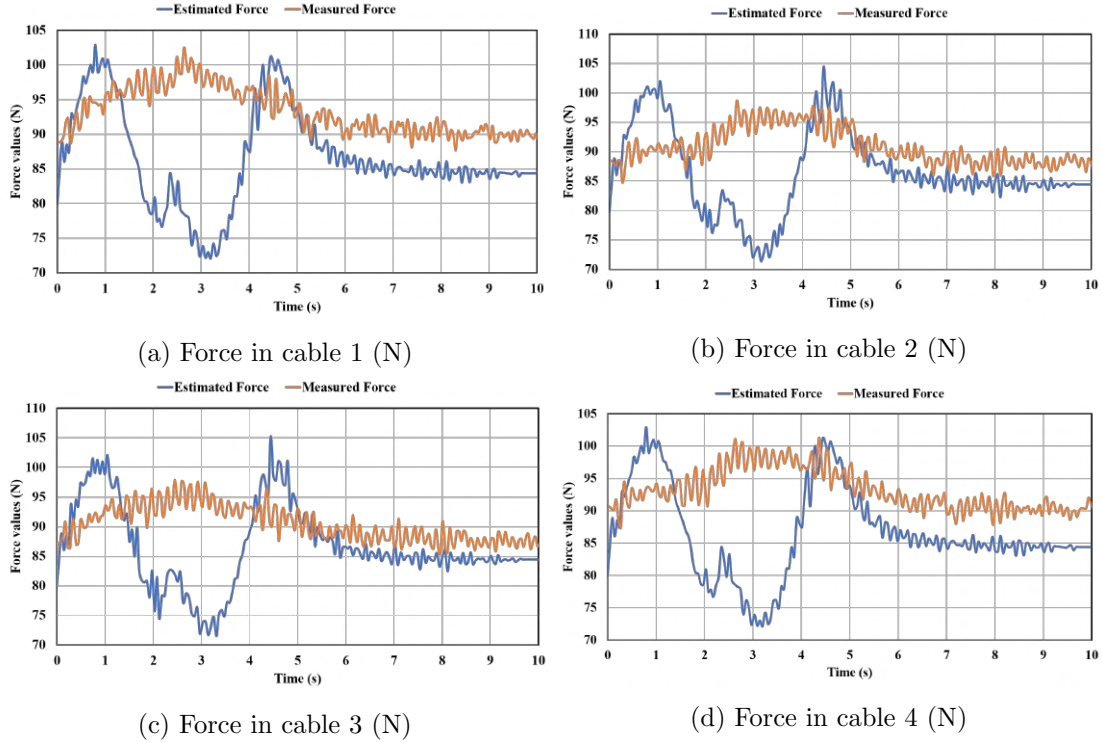 Estimated Force Measured Force
105
100
95
90
85
80
75
70
Force values (N)
0 1 2 3 4 5 6 7 8 9 10
Time (s)
(a) Force in cable 1 (N)
Estimated Force Measured Force
110
105
100
95
90
85
80
75
70
Force values (N)
0 1 2 3 4 5 6 7 8 9 10
Time (s)
(b) Force in cable 2 (N)
Estimated Force Measured Force
110
105
100
95
90
85
80
75
70
Force values (N)
0 1 2 3 4 5 6 7 8 9 10
Time (s)
(c) Force in cable 3 (N)
Estimated Force Measured Force
105
100
95
90
85
80
75
70
Force values (N)
0 1 2 3 4 5 6 7 8 9 10
Time (s)
(d) Force in cable 4 (N)